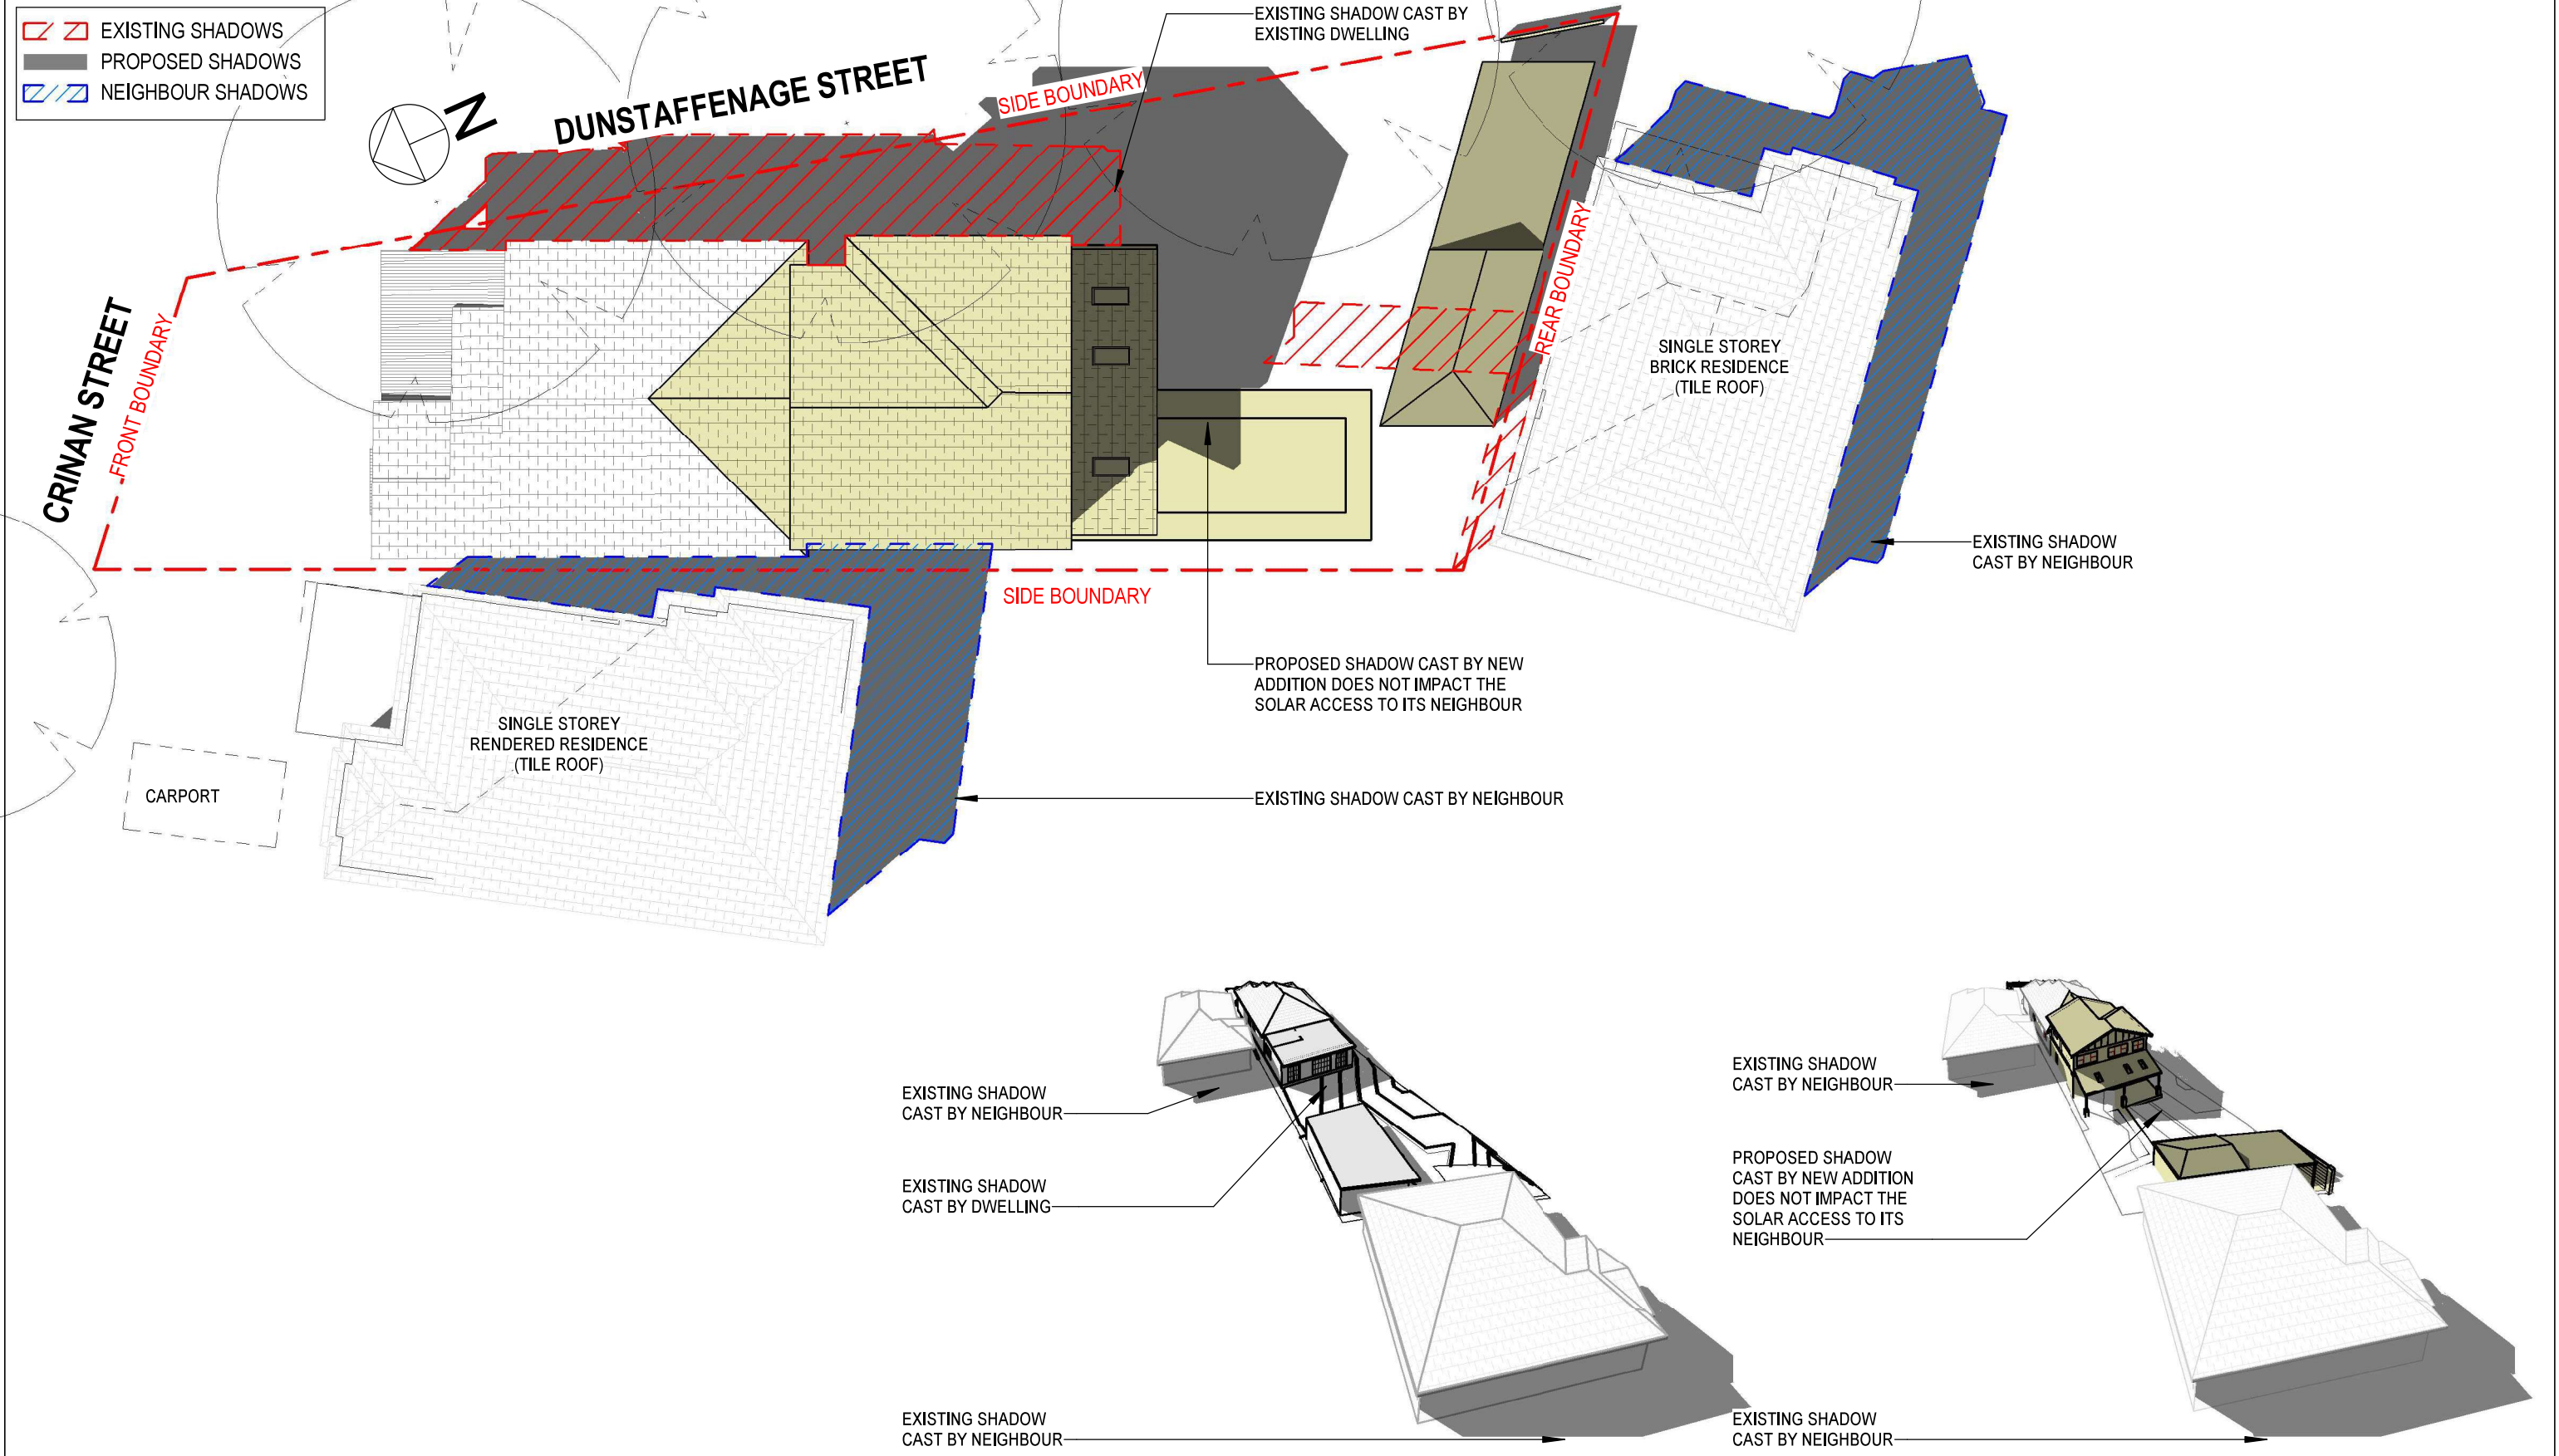 EXISTING SHADOWS
PROPOSED SHADOWS
NEIGHBOUR SHADOWS
N
DUNSTAFFENAGE STREET
SIDE BOUNDARY
EXISTING SHADOW CAST BY
EXISTING DWELLING
CRINAN STREET
FRONT BOUNDARY
REAR BOUNDARY
SINGLE STOREY
BRICK RESIDENCE
(TILE ROOF)
EXISTING SHADOW
CAST BY NEIGHBOUR
SIDE BOUNDARY
PROPOSED SHADOW CAST BY NEW
ADDITION DOES NOT IMPACT THE
SOLAR ACCESS TO ITS NEIGHBOUR
SINGLE STOREY
RENDERED RESIDENCE
(TILE ROOF)
CARPORT
EXISTING SHADOW CAST BY NEIGHBOUR
EXISTING SHADOW
CAST BY NEIGHBOUR
EXISTING SHADOW
CAST BY DWELLING
EXISTING SHADOW
CAST BY NEIGHBOUR
EXISTING SHADOW
CAST BY NEIGHBOUR
PROPOSED SHADOW
CAST BY NEW ADDITION
DOES NOT IMPACT THE
SOLAR ACCESS TO ITS
NEIGHBOUR
EXISTING SHADOW
CAST BY NEIGHBOUR